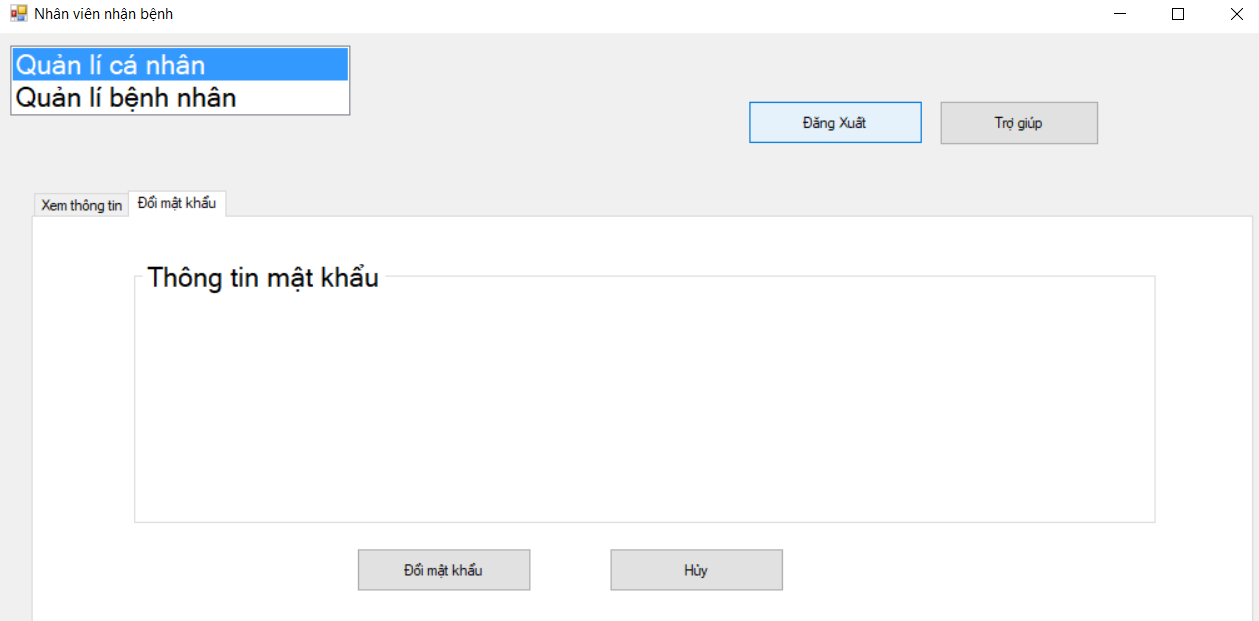 Nhân viên nhận bệnh
Quản lí cá nhân
Quản lí bệnh nhân
Đăng Xuất
Trợ giúp
Xem thông tin
Đổi mật khẩu
Thông tin mật khẩu
Đổi mật khẩu
Hủy